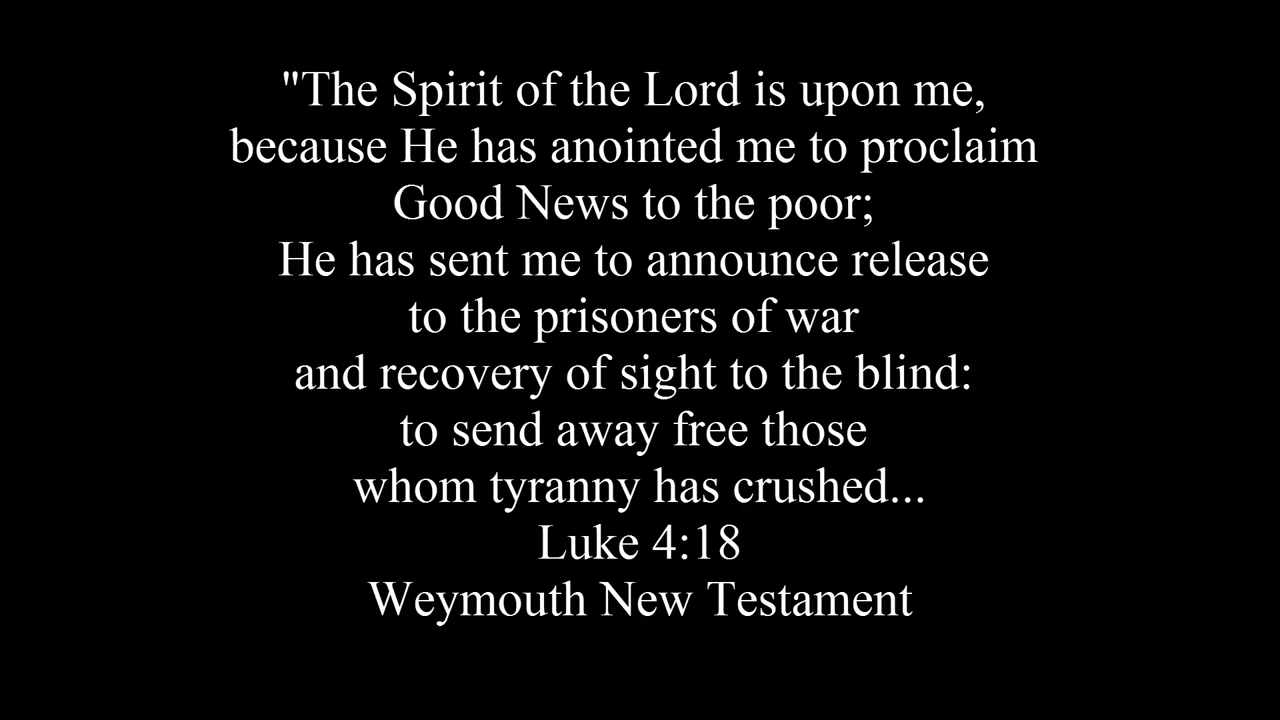 "The Spirit of the Lord is upon me,
because He has anointed me to proclaim
Good News to the poor;
He has sent me to announce release
to the prisoners of war
and recovery of sight to the blind:
to send away free those
whom tyranny has crushed...
Luke 4:18
Weymouth New Testament